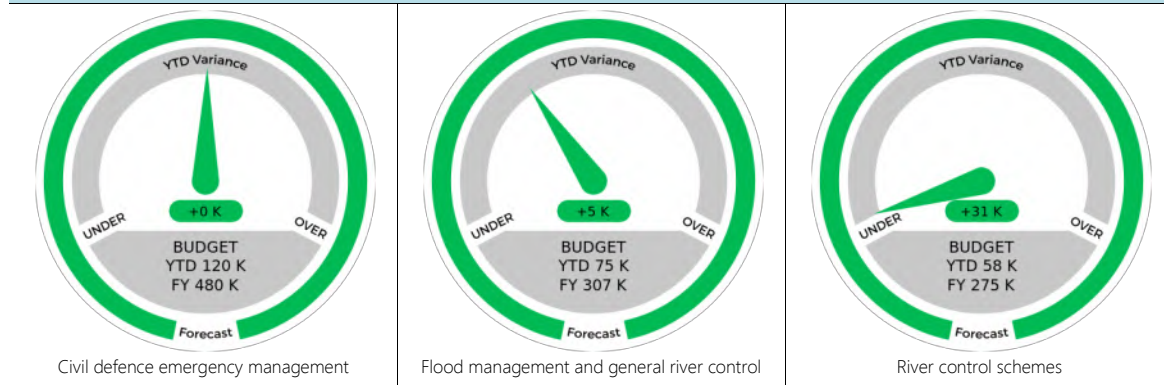 YTD Variance
+0 K
UNDER
OVER
BUDGET
YTD 120 K
FY 480 K
Forecast
Civil defence emergency management
YTD Variance
+5 K
UNDER
OVER
BUDGET
YTD 75 K
FY 307 K
Forecast
Flood management and general river control
YTD Variance
+31 K
UNDER
OVER
BUDGET
YTD 58 K
FY 275 K
Forecast
River control schemes